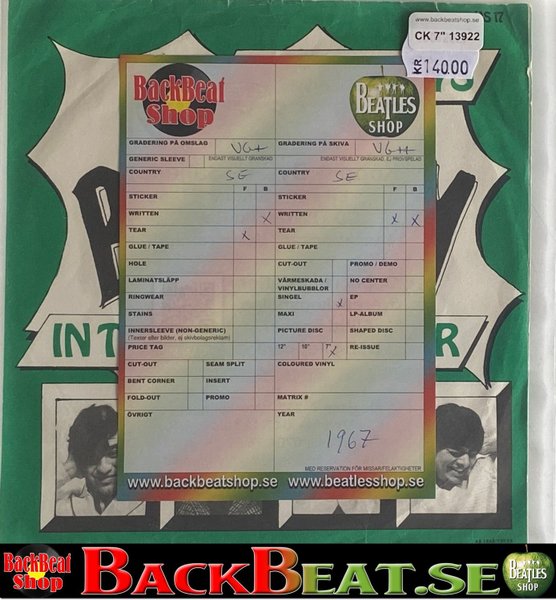 www.backbeatshop.se
S 17
CK 7" 13922
KR 140.00
BackBeat
Shop
BEATLES
SHOP
GRADERING PÅ OMSLAG VG+ GRADERING PÅ SKIVA VG++
GENERIC SLEEVE ENDAST VISUELLT GRANSKAD ENDAST VISUELLT GRANSKAD, EJ PROVSPELAD
COUNTRY SE COUNTRY SE
F B F B
STICKER STICKER
WRITTEN X WRITTEN X X
TEAR X TEAR
GLUE / TAPE GLUE / TAPE
HOLE CUT-OUT PROMO / DEMO
LAMINATSLÄPP VÄRMESKADA / VINYLBUBBLOR NO CENTER
RINGWEAR SINGEL X EP
STAINS MAXI LP-ALBUM
INNERSLEEVE (NON-GENERIC) PICTURE DISC SHAPED DISC
(Texter eller bilder, ej skivbolagsreklam)
PRICE TAG 12" 10" 7" X RE-ISSUE
CUT-OUT SEAM SPLIT COLOURED VINYL
BENT CORNER INSERT
FOLD-OUT PROMO MATRIX #
ÖVRIGT YEAR
1967
MED RESERVATION FÖR MISSAR/FELAKTIGHETER
www.backbeatshop.se www.beatlesshop.se
INT
R
BackBeat
Shop
BACKBEAT.SE
BEATLES
SHOP